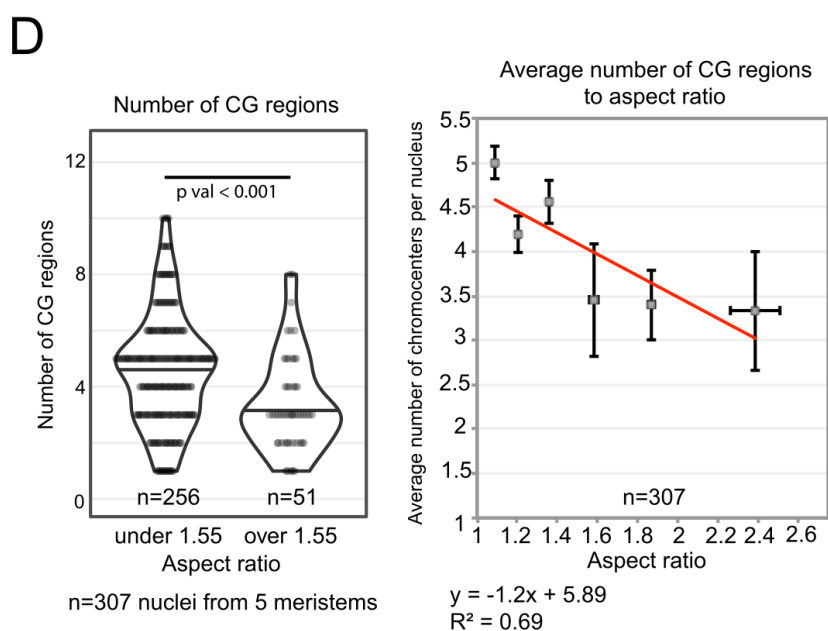 D
Number of CG regions
Number of CG regions
12
8
4
0
p val < 0.001
n=256
n=51
under 1.55
over 1.55
Aspect ratio
n=307 nuclei from 5 meristems
Average number of CG regions
to aspect ratio
Average number of chromocenters per nucleus
5.5
5
4.5
4
3.5
3
2.5
2
1.5
1
n=307
1 1.2 1.4 1.6 1.8 2 2.2 2.4 2.6
Aspect ratio
y = -1.2x + 5.89
R² = 0.69